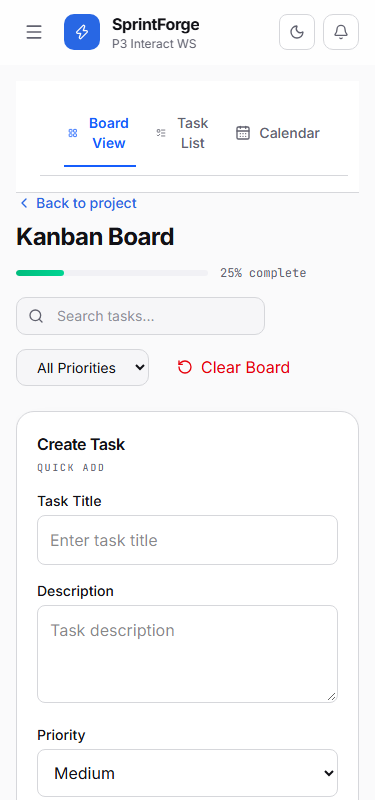 SprintForge
P3 Interact WS
Board View
Task List
Calendar
Back to project
Kanban Board
25% complete
Search tasks...
All Priorities
Clear Board
Create Task
QUICK ADD
Task Title
Enter task title
Description
Task description
Priority
Medium